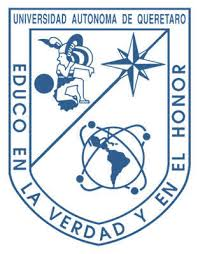 UNIVERSIDAD AUTONOMA DE QUERETARO
EDUCO EN LA VERDAD Y EN EL HONOR